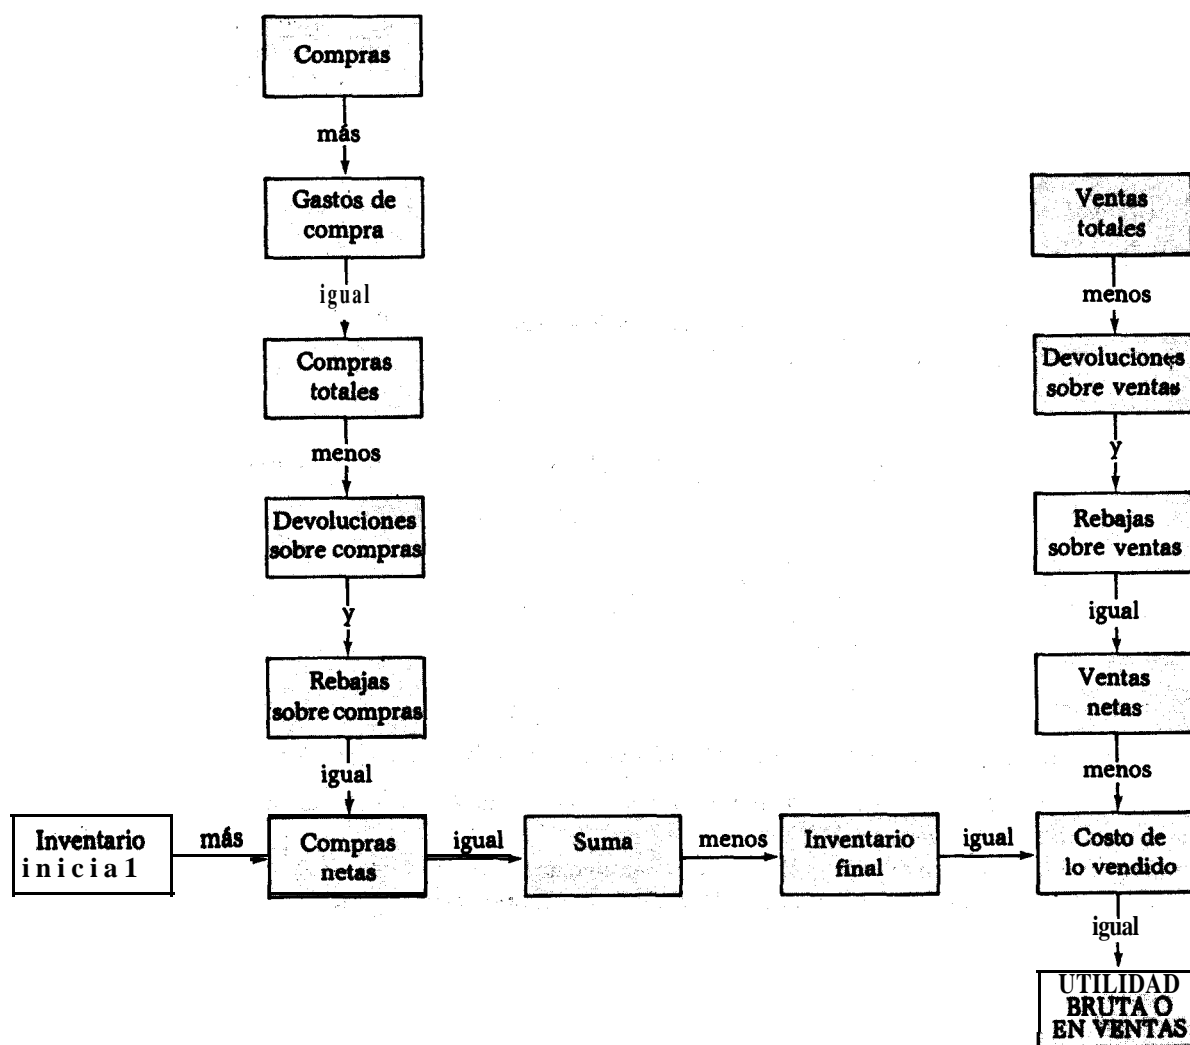 Compras
más
Gastos de
compra
igual
Compras
totales
menos
Devoluciones
sobre compras
y
Rebajas
sobre compras
igual
Ventas
totales
menos
Devoluciones
sobre ventas
y
Rebajas
sobre ventas
igual
Ventas
netas
menos
Inventario
inicial
más
Compras
netas
igual
Suma
menos
Inventario
final
igual
Costo de
lo vendido
igual
UTILIDAD
BRUTA O
EN VENTAS